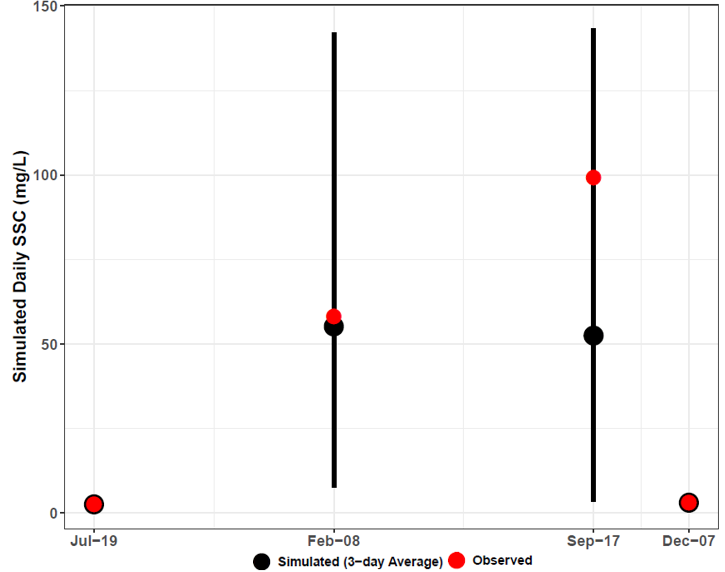 150
100
50
0
Simulated Daily SSC (mg/L)
Jul−19 Feb−08 Sep−17 Dec−07
Simulated (3−day Average) Observed